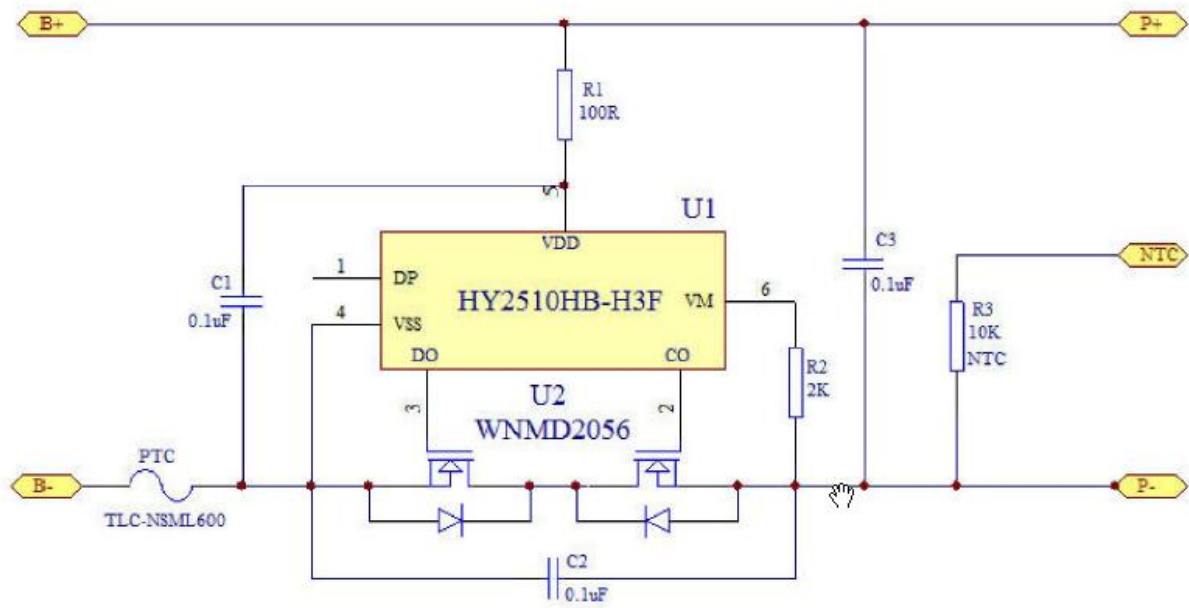 B+
P+
R1
100R
5
U1
VDD
C3
0.1uF
NTC
C1
0.1uF
1
DP
HY2510HB-H3F
VM
6
4
VSS
R3
10K
NTC
DO
CO
R2
2K
3
U2
2
WNMD2056
PTC
B-
P-
TLC-NSML600
C2
0.1uF